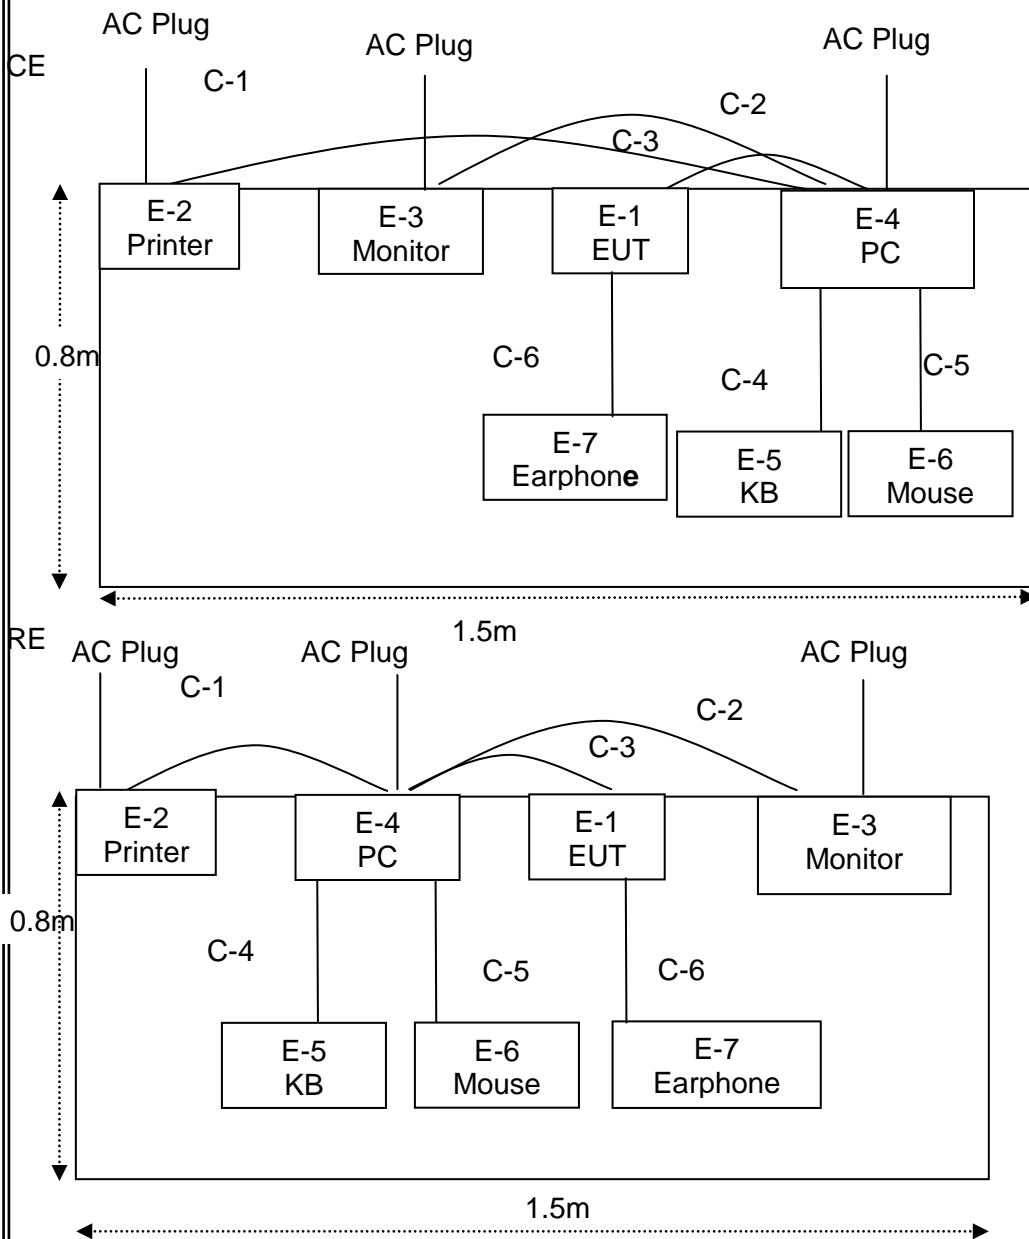 AC Plug
AC Plug
AC Plug
CE
C-1
C-2
C-3
E-2
Printer
E-3
Monitor
E-1
EUT
E-4
PC
0.8m
C-6
C-4
C-5
E-7
Earphone
E-5
KB
E-6
Mouse
1.5m
RE
AC Plug
AC Plug
AC Plug
C-1
C-2
C-3
E-2
Printer
E-4
PC
E-1
EUT
E-3
Monitor
0.8m
C-4
C-5
C-6
E-5
KB
E-6
Mouse
E-7
Earphone
1.5m